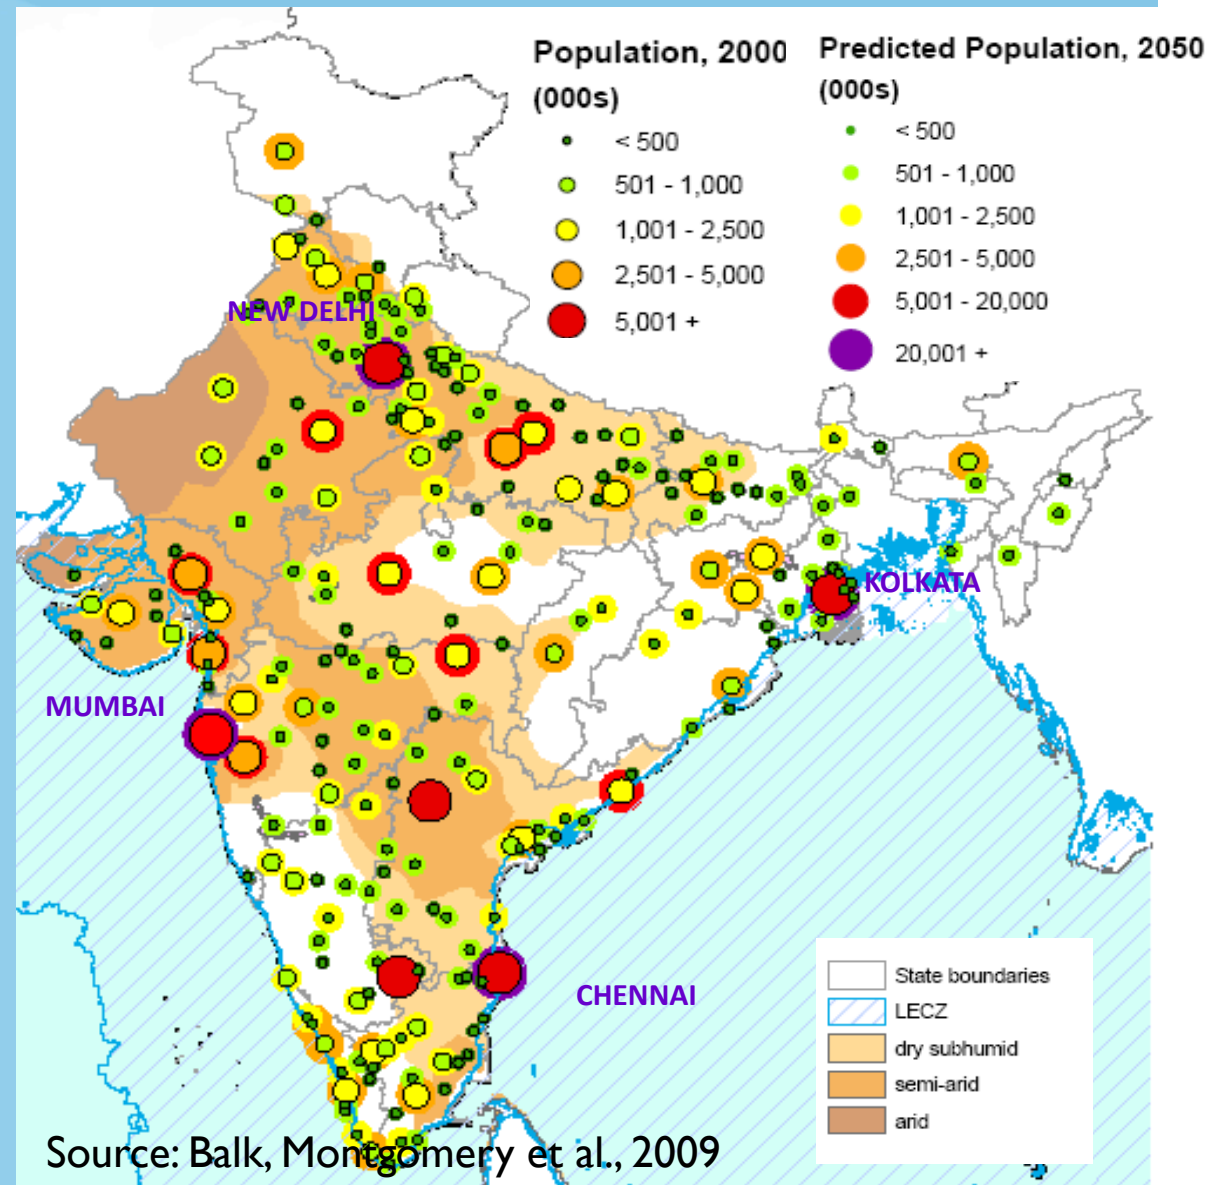 Population, 2000
(000s)
< 500
501 - 1,000
1,001 - 2,500
2,501 - 5,000
5,001 +
Predicted Population, 2050
(000s)
< 500
501 - 1,000
1,001 - 2,500
2,501 - 5,000
5,001 - 20,000
20,001 +
NEW DELHI
KOLKATA
MUMBAI
CHENNAI
State boundaries
LECZ
dry subhumid
semi-arid
arid
Source: Balk, Montgomery et al., 2009